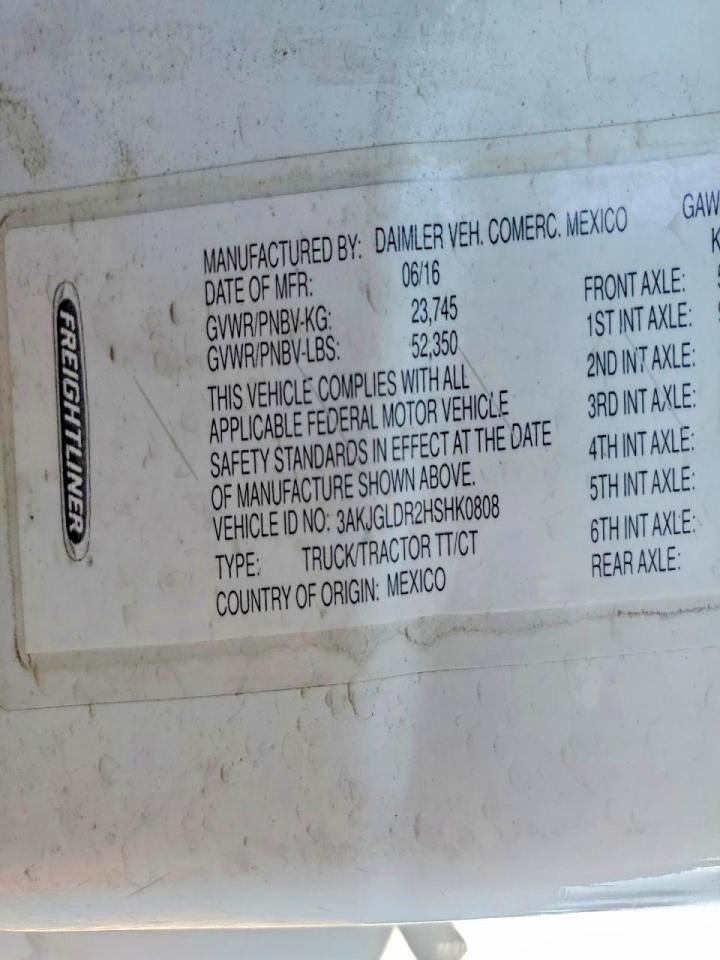 FREIGHTLINER
MANUFACTURED BY: DAIMLER VEH. COMERC. MEXICO
DATE OF MFR: 06/16
GVWR/PNBV-KG: 23,745
GVWR/PNBV-LBS: 52,350
THIS VEHICLE COMPLIES WITH ALL
APPLICABLE FEDERAL MOTOR VEHICLE
SAFETY STANDARDS IN EFFECT AT THE DATE
OF MANUFACTURE SHOWN ABOVE.
VEHICLE ID NO: 3AKJGLDR2HSHK0808
TYPE: TRUCK/TRACTOR TT/CT
COUNTRY OF ORIGIN: MEXICO
GAW
K
FRONT AXLE:
1ST INT AXLE:
2ND INT AXLE:
3RD INT AXLE:
4TH INT AXLE:
5TH INT AXLE:
6TH INT AXLE:
REAR AXLE: